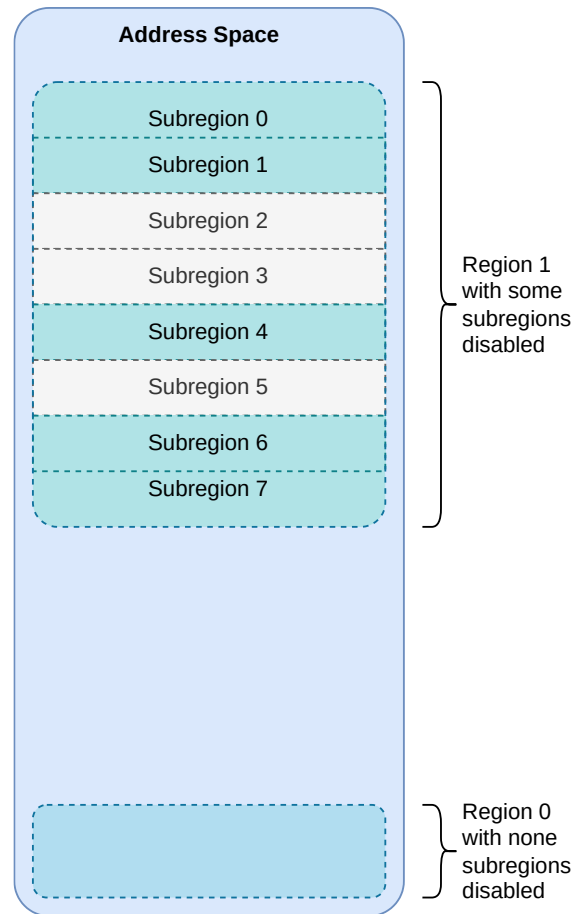 Address Space
Subregion 0
Subregion 1
Subregion 2
Subregion 3
Subregion 4
Subregion 5
Subregion 6
Subregion 7
Region 1
with some
subregions
disabled
Region 0
with none
subregions
disabled